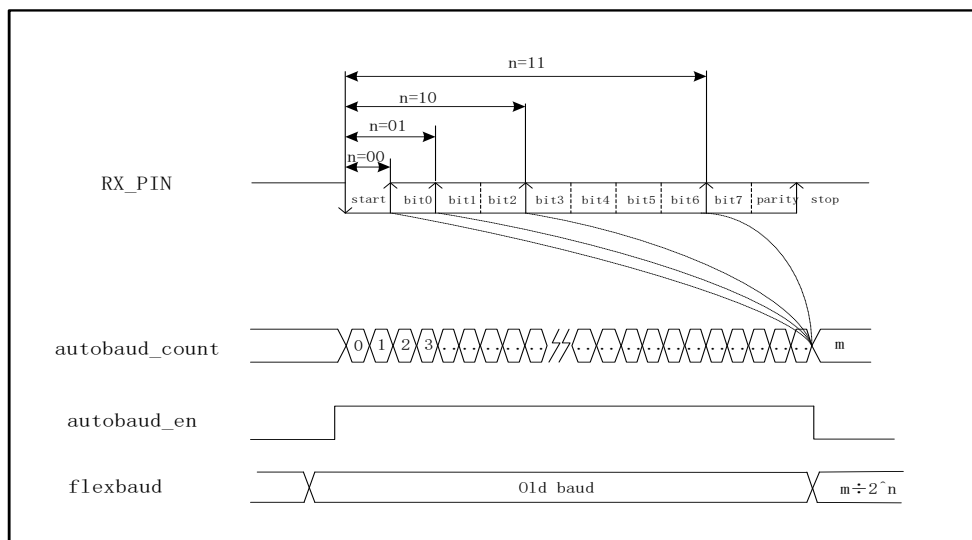 n=11
n=10
n=01
n=00
RX_PIN
start bit0 bit1 bit2 bit3 bit4 bit5 bit6 bit7 parity stop
autobaud_count 0 1 2 3 .. .. .. .. .. .. .. .. .. .. .. .. .. .. m
autobaud_en
flexbaud Old baud m÷2^n